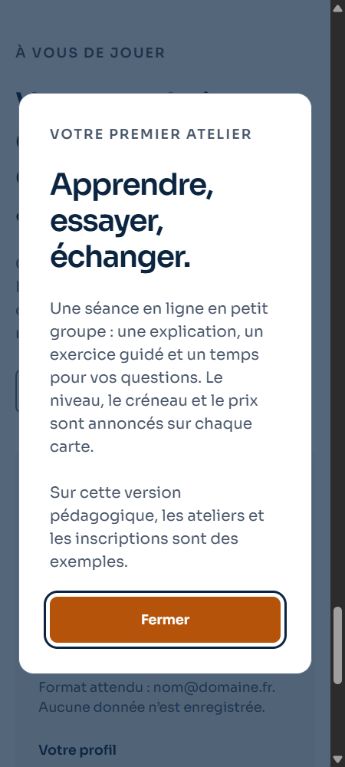 À VOUS DE JOUER
VOTRE PREMIER ATELIER
Apprendre,
essayer,
échanger.
Une séance en ligne en petit
groupe : une explication, un
exercice guidé et un temps
pour vos questions. Le
niveau, le créneau et le prix
sont annoncés sur chaque
carte.
Sur cette version
pédagogique, les ateliers et
les inscriptions sont des
exemples.
Fermer
Format attendu : nom@domaine.fr.
Aucune donnée n’est enregistrée.
Votre profil